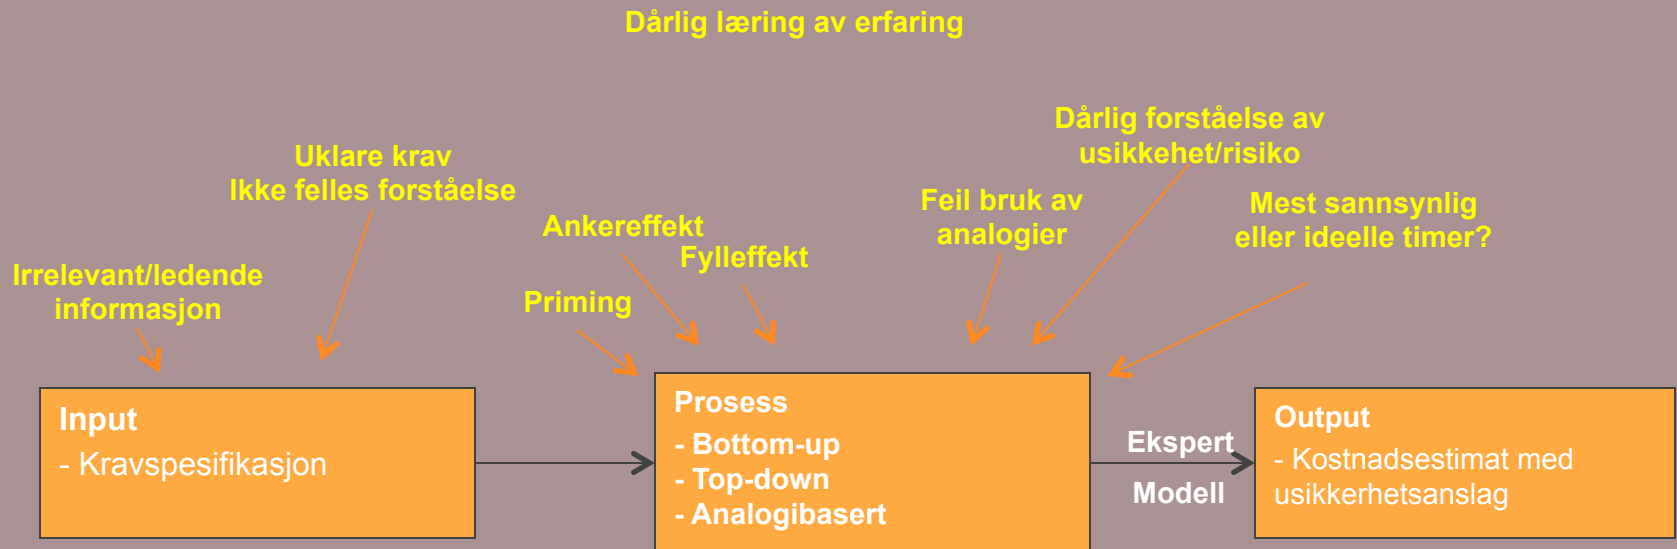 Dårlig læring av erfaring
Dårlig forståelse av
usikkehet/risiko
Uklare krav
Ikke felles forståelse
Feil bruk av
analogier
Mest sannsynlig
eller ideelle timer?
Ankereffekt
Fylleffekt
Irrelevant/ledende
informasjon
Priming
Input
- Kravspesifikasjon
Prosess
- Bottom-up
- Top-down
- Analogibasert
Ekspert
Modell
Output
- Kostnadsestimat med
usikkerhetsanslag